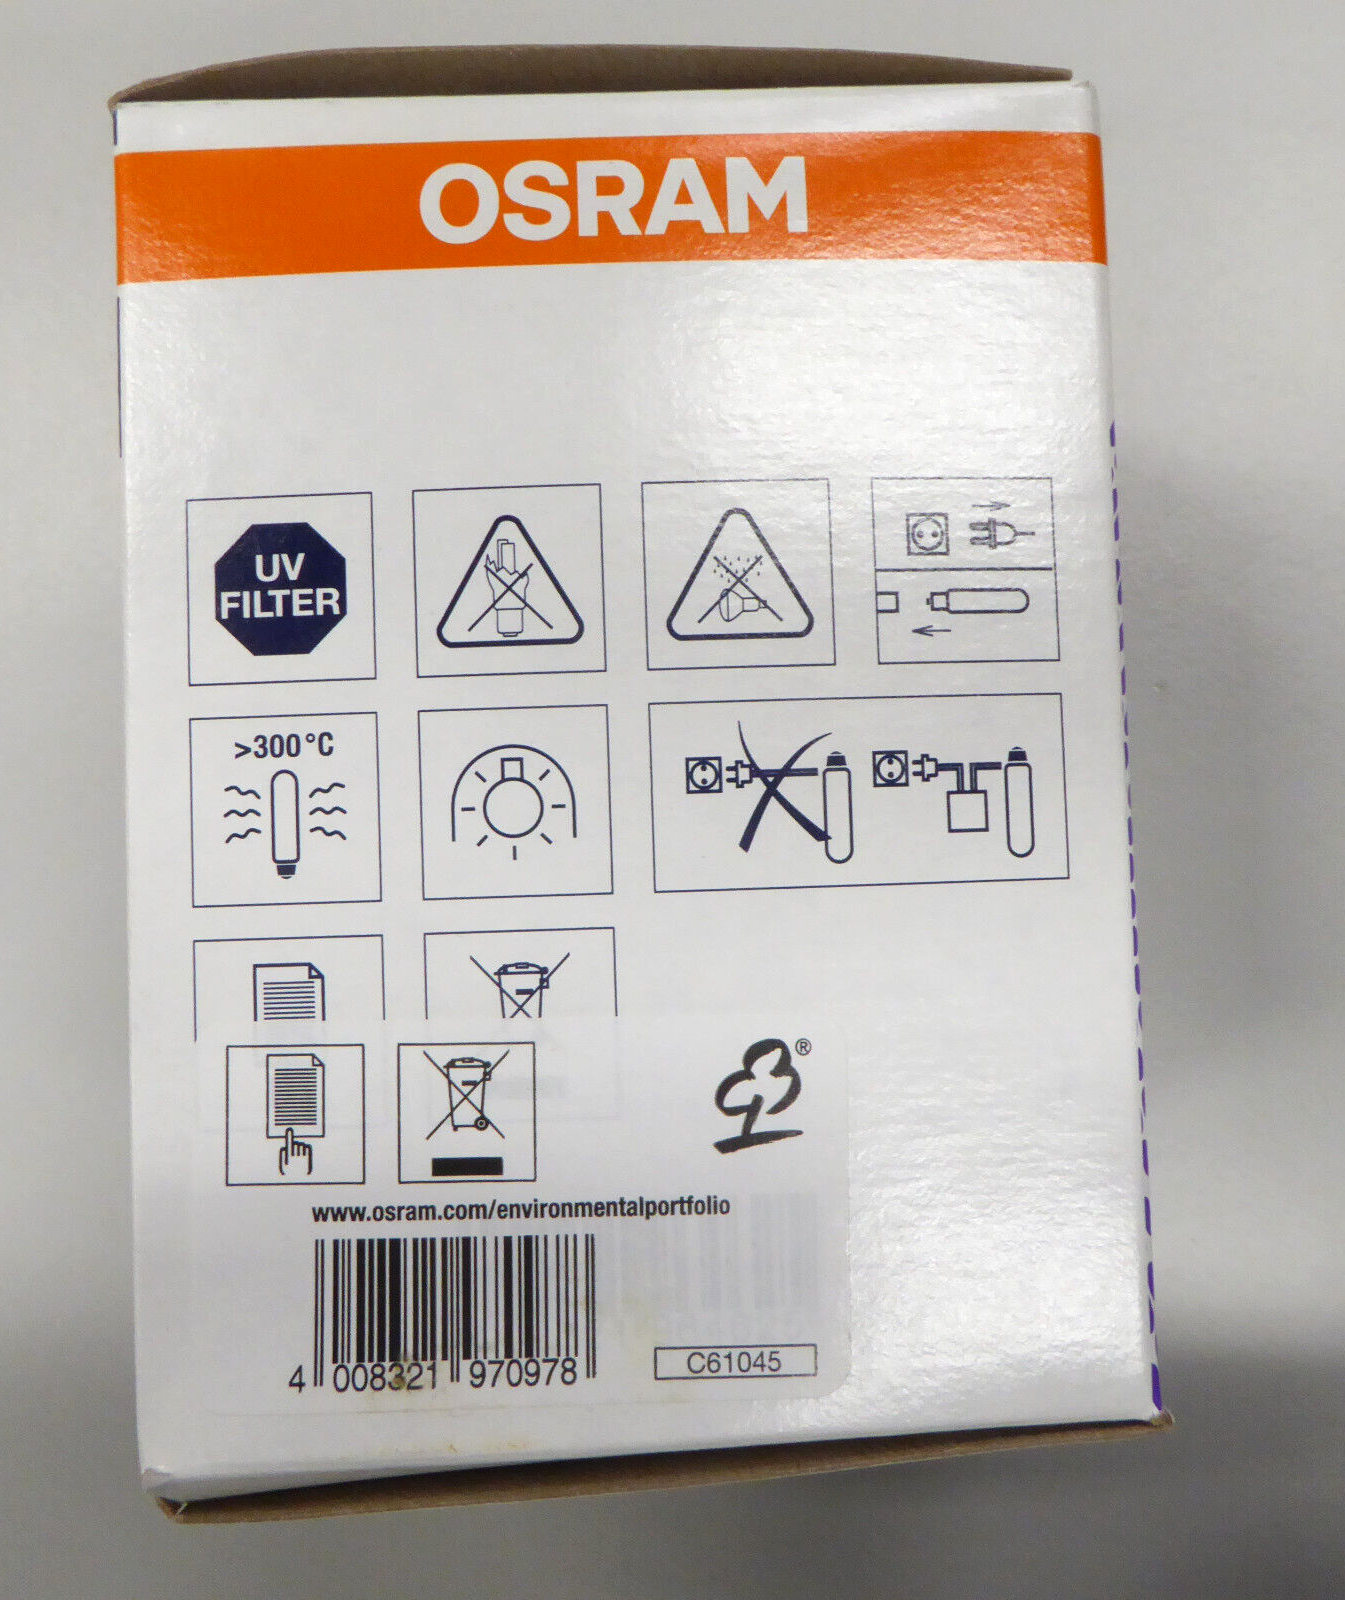 OSRAM
UV
FILTER
>300°C
®
www.osram.com/environmentalportfolio
4 008321 970978
C61045